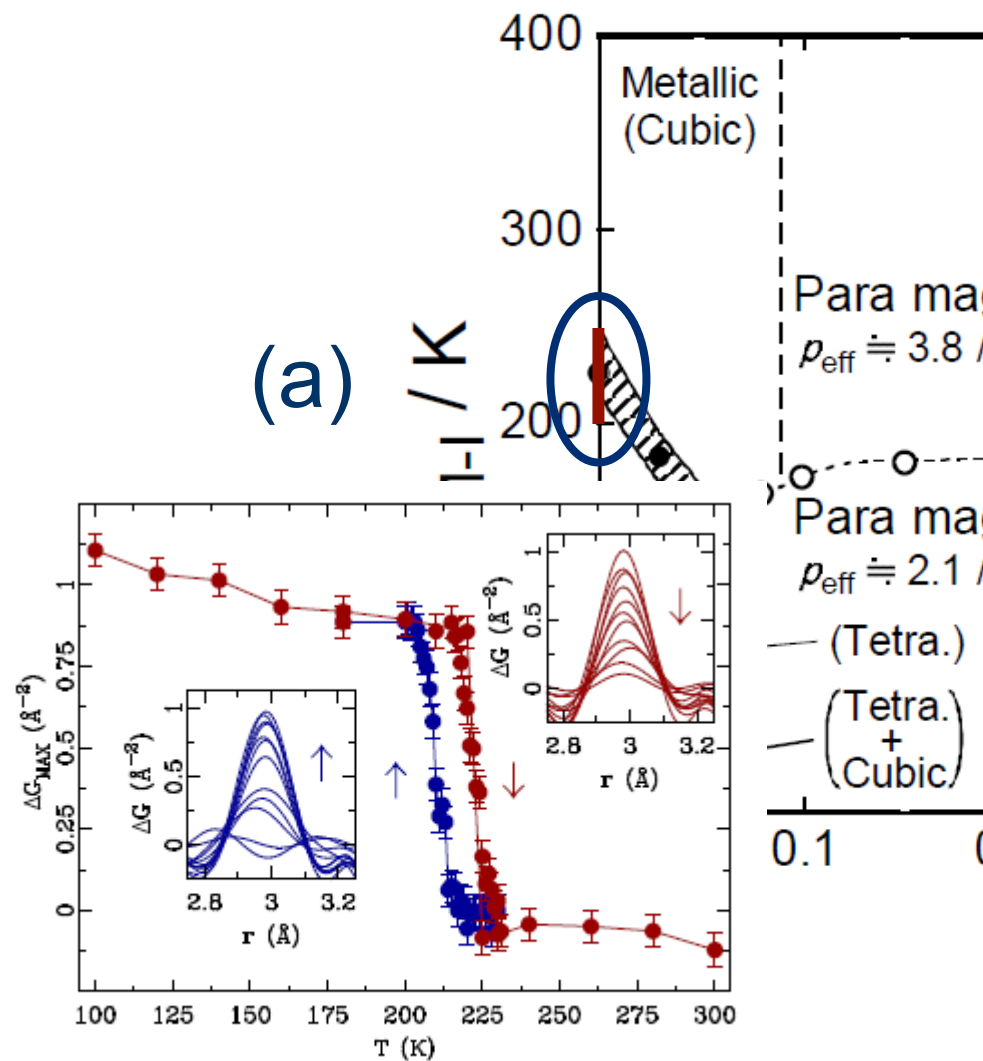 400
Metallic
(Cubic)
300
Para mag
p_eff ≒ 3.8 /
(a)
/ K
200
Para mag
p_eff ≒ 2.1 /
(Tetra.)
(Tetra.
+
Cubic)
0.1
ΔG_MAX (Å⁻²)
1
0.75
0.5
0.25
0
100 125 150 175 200 225 250 275 300
T (K)
ΔG (Å⁻²)
1
0.5
0
2.8 3 3.2
r (Å)
ΔG (Å⁻²)
1
0.5
0
2.8 3 3.2
r (Å)